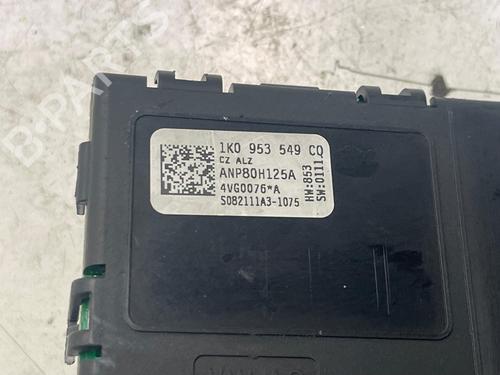 1K0 953 549 CQ
CZ ALZ
ANP80H125A
4VG0076*A
S082111A3-1075
HW:853
SW:0111
B-PARTS